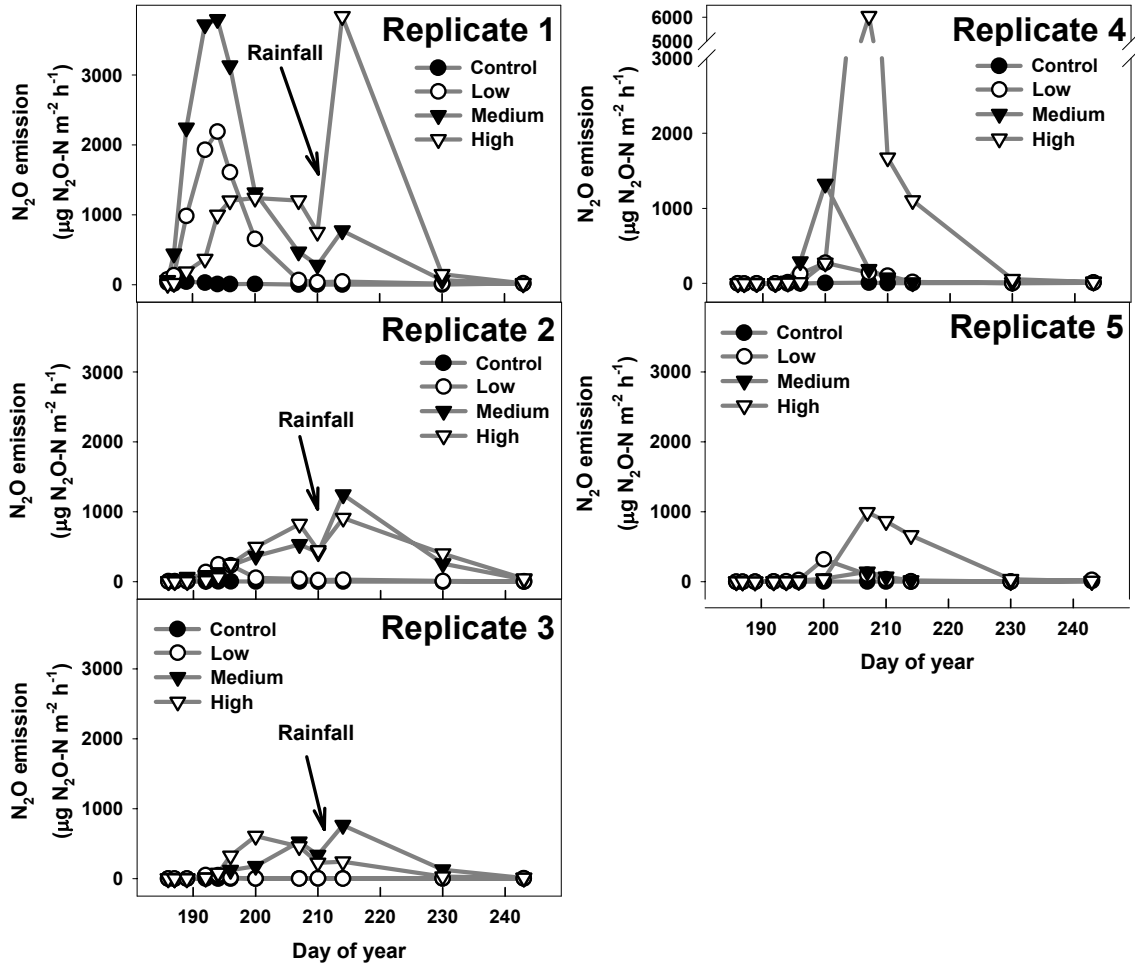 Replicate 1
Rainfall
Control
Low
Medium
High
N₂O emission
(μg N₂O-N m⁻² h⁻¹)
3000
2000
1000
0
Replicate 2
Rainfall
Control
Low
Medium
High
N₂O emission
(μg N₂O-N m⁻² h⁻¹)
3000
2000
1000
0
Replicate 3
Rainfall
Control
Low
Medium
High
N₂O emission
(μg N₂O-N m⁻² h⁻¹)
3000
2000
1000
0
190 200 210 220 230 240
Day of year
Replicate 4
Control
Low
Medium
High
N₂O emission
(μg N₂O-N m⁻² h⁻¹)
6000
5000
3000
2000
1000
0
Replicate 5
Control
Low
Medium
High
N₂O emission
(μg N₂O-N m⁻² h⁻¹)
3000
2000
1000
0
190 200 210 220 230 240
Day of year